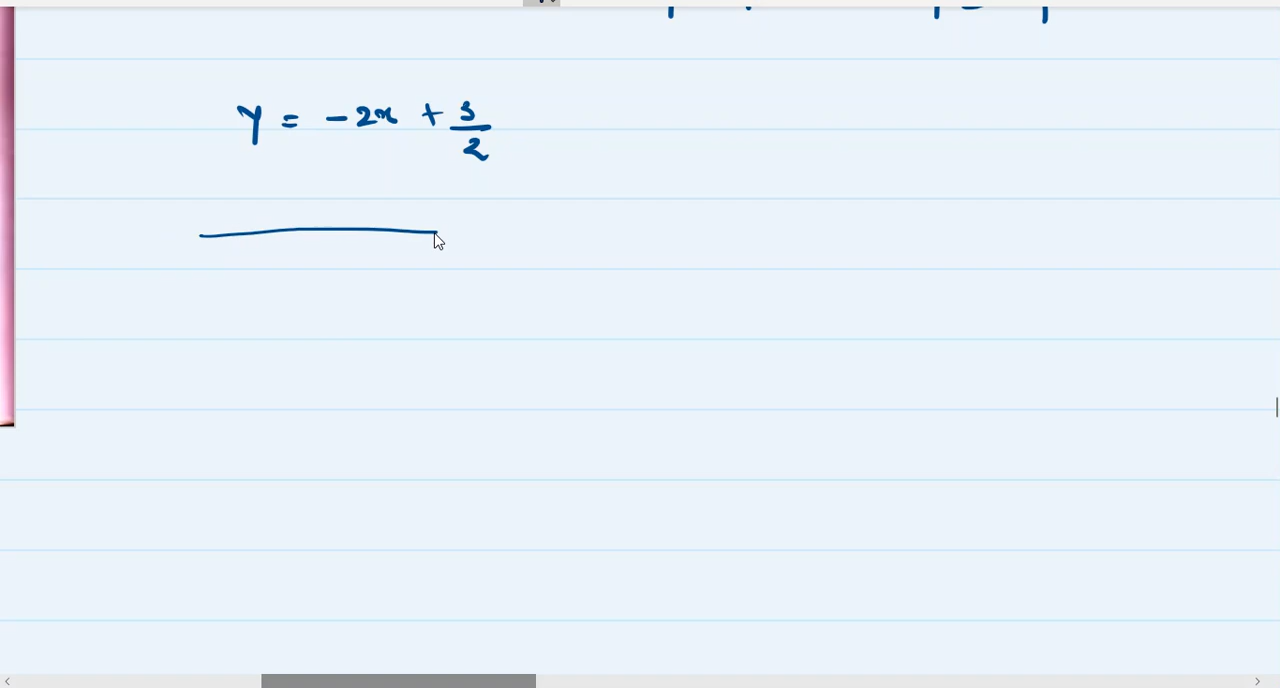 y = -2x + 3/2